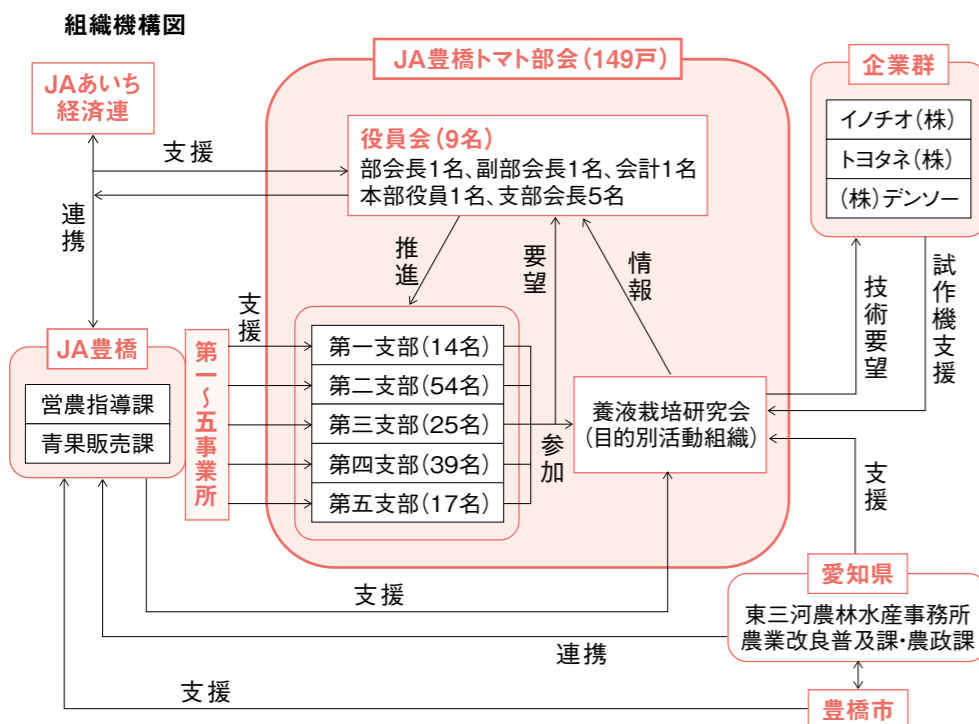 組織機構図
JAあいち
経済連
支援
連携
JA豊橋トマト部会(149戸)
役員会(9名)
部会長1名、副部会長1名、会計1名
本部役員1名、支部会長5名
企業群
イノチオ(株)
トヨタネ(株)
(株)デンソー
推進
要望
情報
技術要望
試作機支援
JA豊橋
営農指導課
青果販売課
第一〜五事業所
支援
第一支部(14名)
第二支部(54名)
第三支部(25名)
第四支部(39名)
第五支部(17名)
参加
養液栽培研究会
(目的別活動組織)
支援
愛知県
東三河農林水産事務所
農業改良普及課・農政課
支援
連携
支援
豊橋市